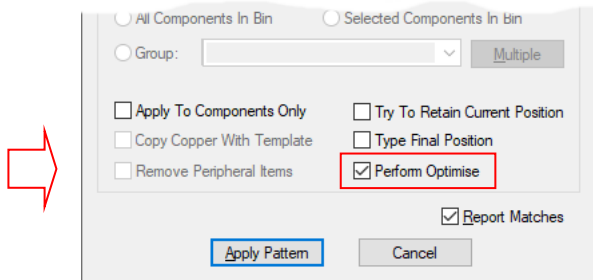 All Components In Bin Selected Components In Bin
Group: Multiple
Apply To Components Only Try To Retain Current Position
Copy Copper With Template Type Final Position
Remove Peripheral Items Perform Optimise
Report Matches
Apply Pattern Cancel